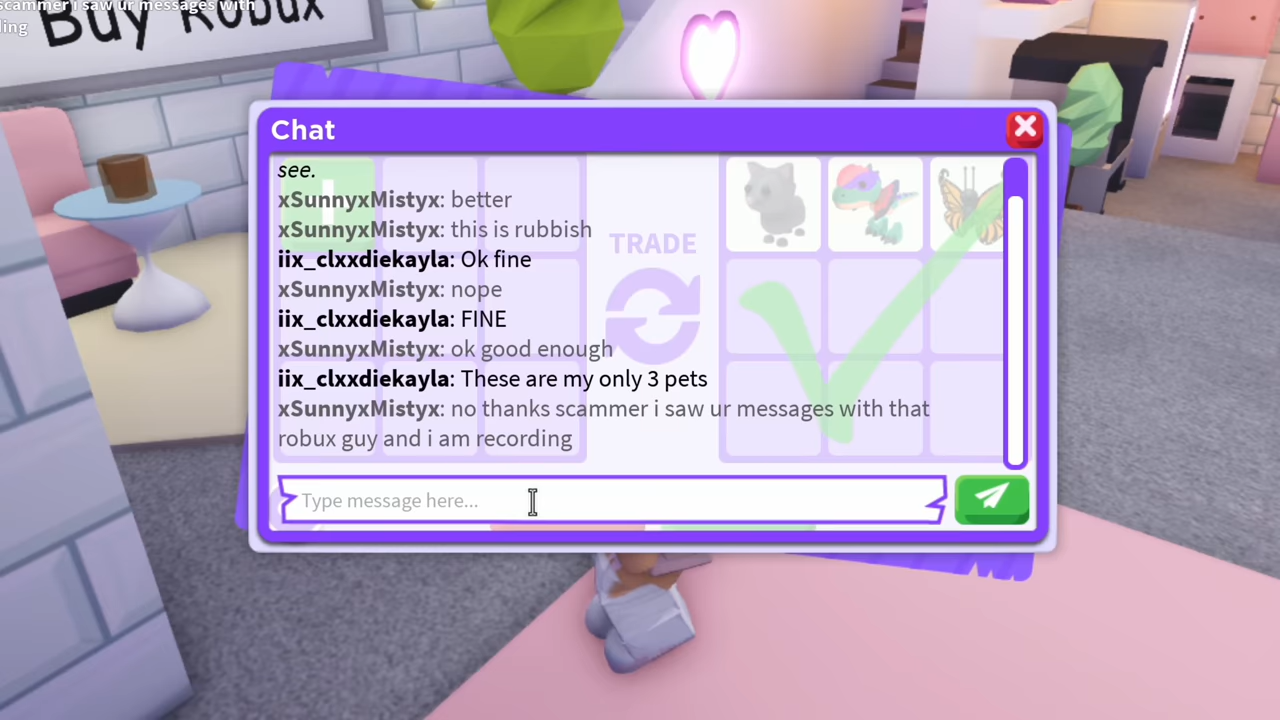 scammer i saw ur messages with
ding
Buy Robux
Chat
see.
xSunnyxMistyx: better
xSunnyxMistyx: this is rubbish
TRADE
iix_clxxdiekayla: Ok fine
xSunnyxMistyx: nope
iix_clxxdiekayla: FINE
xSunnyxMistyx: ok good enough
iix_clxxdiekayla: These are my only 3 pets
xSunnyxMistyx: no thanks scammer i saw ur messages with that
robux guy and i am recording
Type message here...